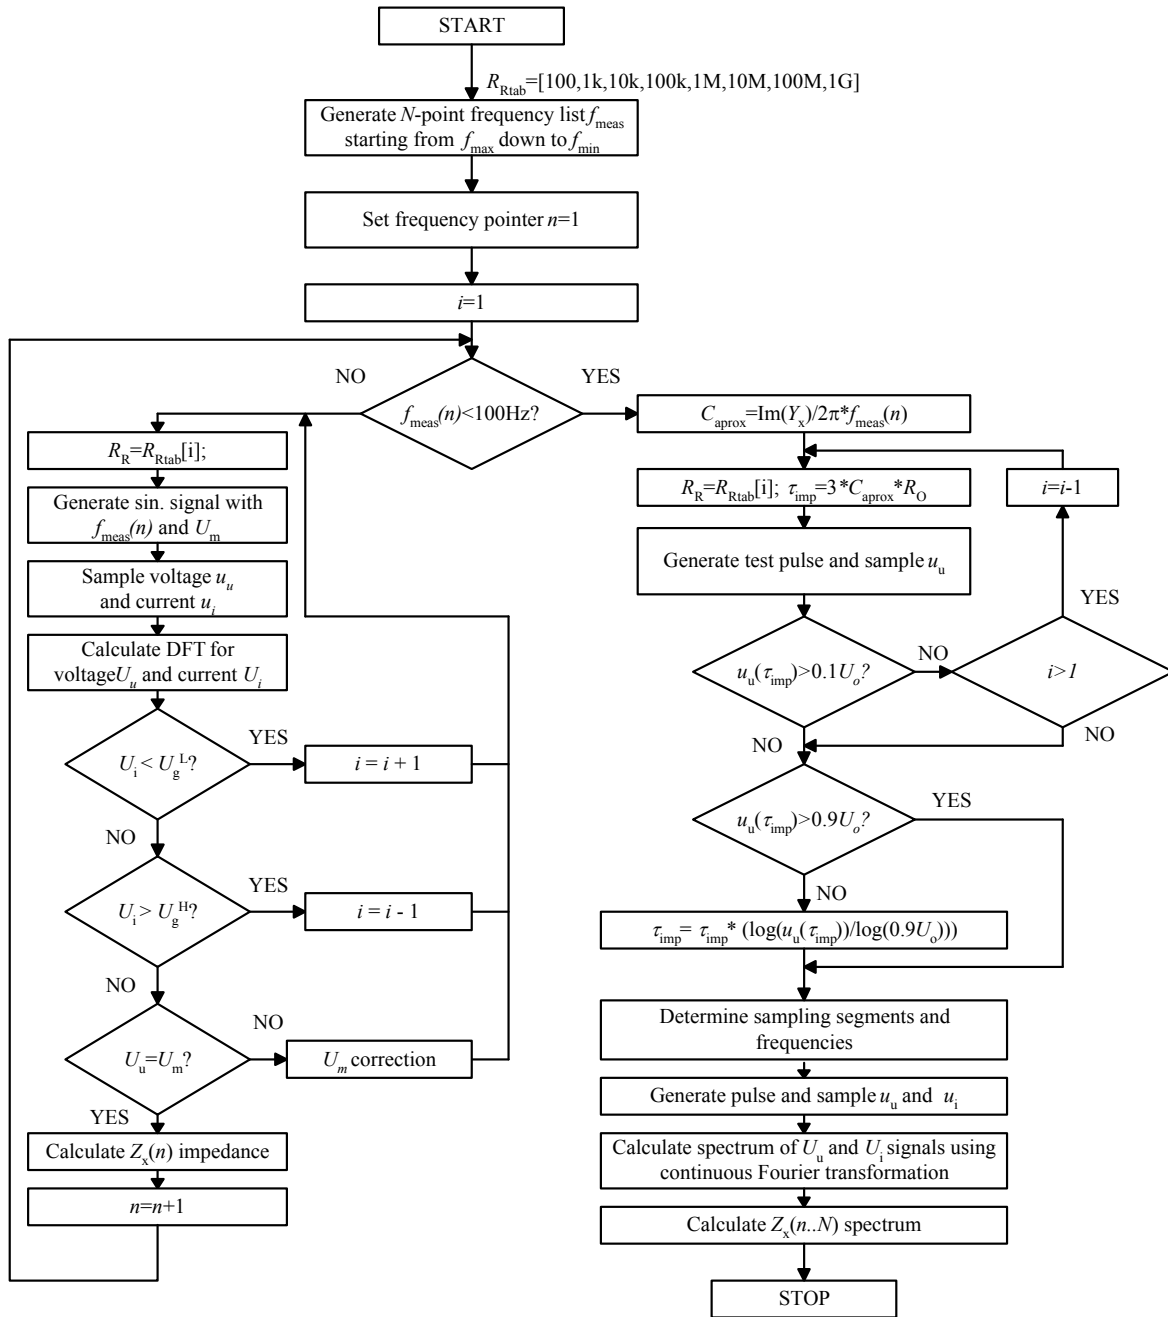 START
R_Rtab=[100,1k,10k,100k,1M,10M,100M,1G]
Generate N-point frequency list f_meas
starting from f_max down to f_min
Set frequency pointer n=1
i=1
f_meas(n)<100Hz?
NO
YES
R_R=R_Rtab[i];
Generate sin. signal with
f_meas(n) and U_m
Sample voltage u_u
and current u_i
Calculate DFT for
voltage U_u and current U_i
U_i < U_g^L?
YES
i = i + 1
NO
U_i > U_g^H?
YES
i = i - 1
NO
U_u=U_m?
NO
U_m correction
YES
Calculate Z_x(n) impedance
n=n+1
C_aprox=Im(Y_x)/2π*f_meas(n)
R_R=R_Rtab[i]; τ_imp=3*C_aprox*R_O
i=i-1
Generate test pulse and sample u_u
YES
u_u(τ_imp)>0.1U_o?
NO
i>1
NO
NO
u_u(τ_imp)>0.9U_o?
YES
NO
τ_imp= τ_imp* (log(u_u(τ_imp))/log(0.9U_o)))
Determine sampling segments and
frequencies
Generate pulse and sample u_u and u_i
Calculate spectrum of U_u and U_i signals using
continuous Fourier transformation
Calculate Z_x(n..N) spectrum
STOP